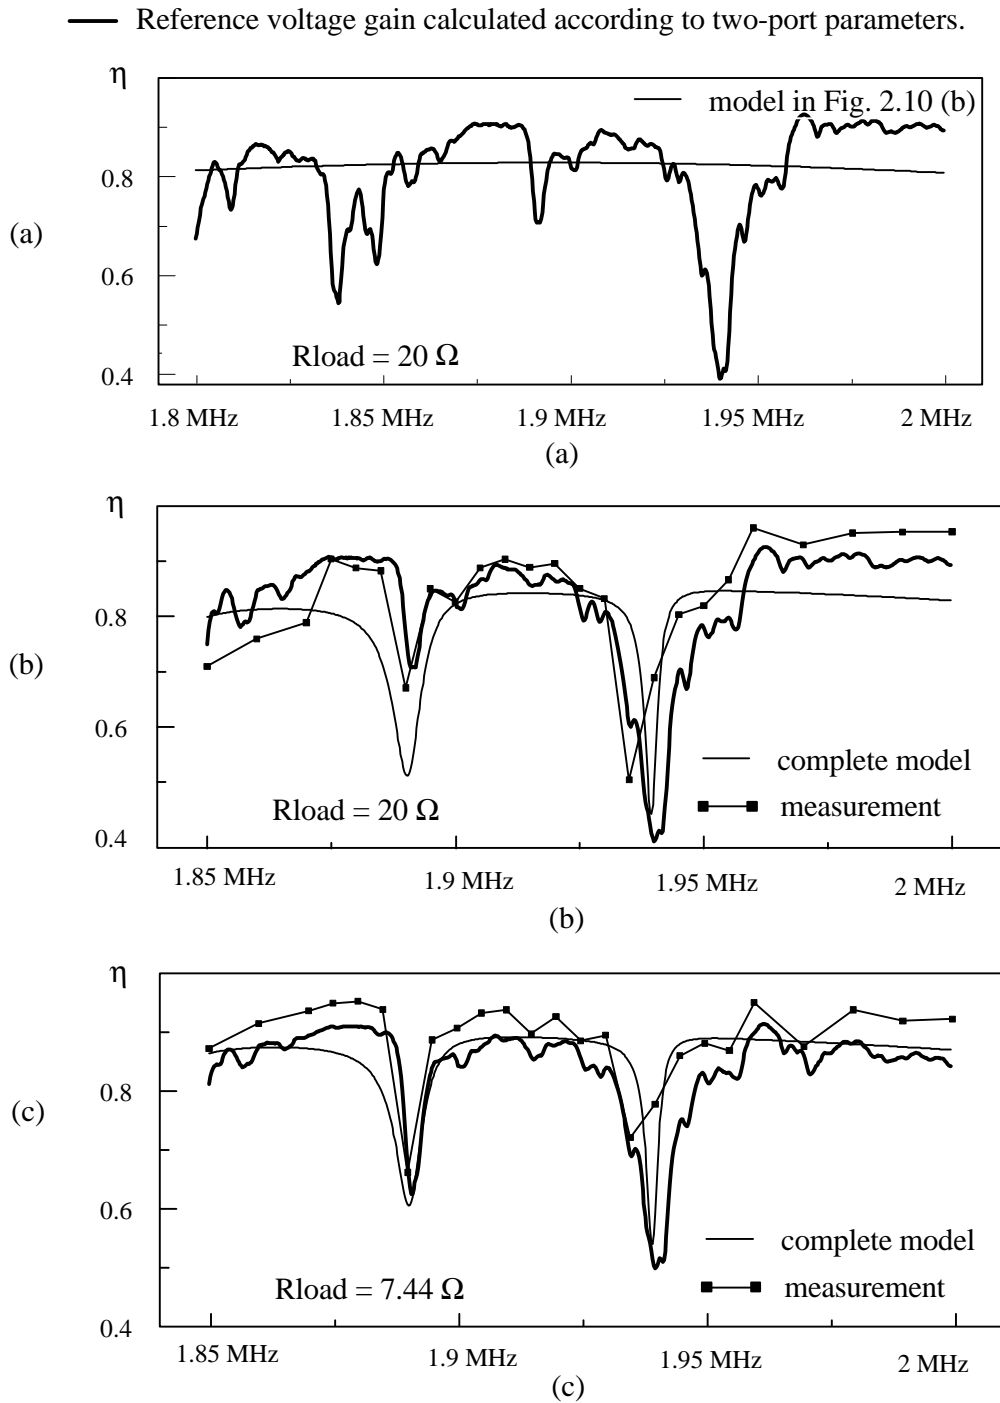 Reference voltage gain calculated according to two-port parameters.
η
model in Fig. 2.10 (b)
0.8
(a)
0.6
Rload = 20 Ω
0.4
1.8 MHz 1.85 MHz 1.9 MHz 1.95 MHz 2 MHz
(a)
η
0.8
(b)
0.6
complete model
Rload = 20 Ω
measurement
0.4
1.85 MHz 1.9 MHz 1.95 MHz 2 MHz
(b)
η
0.8
(c)
0.6
complete model
Rload = 7.44 Ω
measurement
0.4
1.85 MHz 1.9 MHz 1.95 MHz 2 MHz
(c)